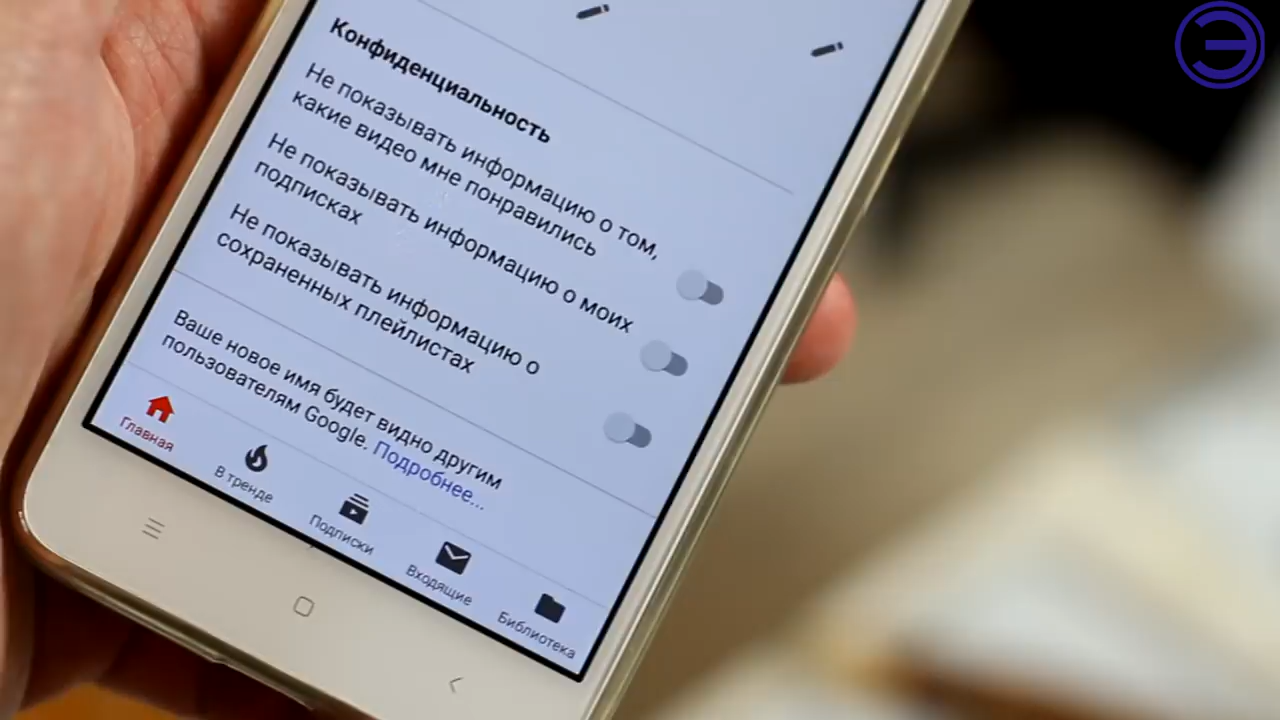 Э
Конфиденциальность
Не показывать информацию о том,
какие видео мне понравились
Не показывать информацию о моих
подписках
Не показывать информацию о
сохраненных плейлистах
Ваше новое имя будет видно другим
пользователям Google. Подробнее...
Главная
В тренде
Подписки
Входящие
Библиотека